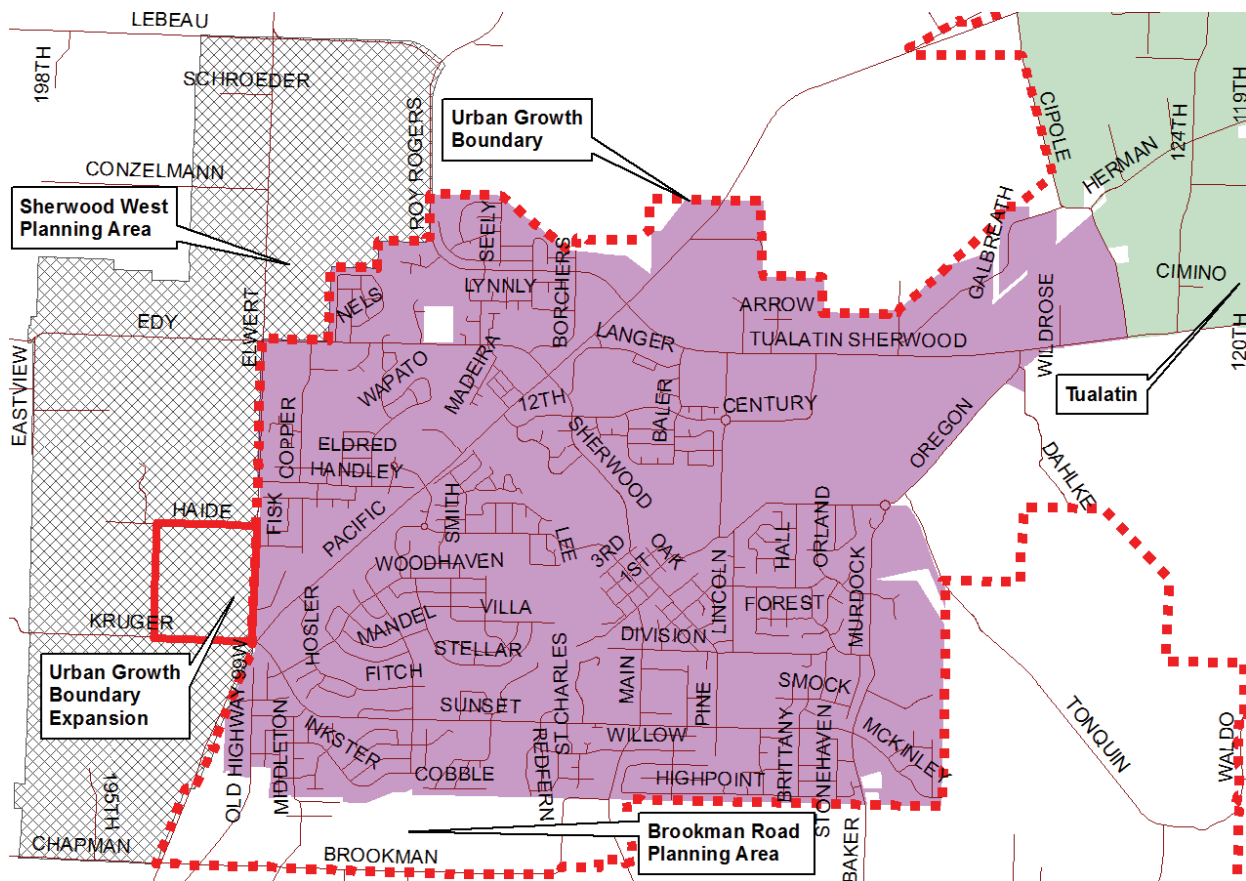 LEBEAU
198TH
SCHROEDER
ROY ROGERS
Urban Growth
Boundary
CIPOLE
HERMAN
124TH
119TH
CONZELMANN
Sherwood West
Planning Area
SEELY
BORCHERS
GALBREATH
NELS
LYNNLY
ARROW
CIMINO
EDY
ELWERT
LANGER
TUALATIN SHERWOOD
WILDROSE
120TH
EASTVIEW
WAPATO
MADEIRA
12TH
BALER
CENTURY
Tualatin
COPPER
ELDRED
HANDLEY
SHERWOOD
OREGON
DAHLKE
HAIDE
FISK
PACIFIC
SMITH
LEE
3RD
1ST
OAK
LINCOLN
HALL
ORLAND
MURDOCK
WOODHAVEN
KRUGER
HOSLER
MANDEL
VILLA
FOREST
DIVISION
STELLAR
Urban Growth
Boundary
Expansion
OLD HIGHWAY 99W
FITCH
ST CHARLES
MAIN
PINE
SMOCK
MIDDLETON
INKSTER
SUNSET
WILLOW
BRITTANY
STONEHAVEN
MCKINLEY
TONQUIN
WALDO
195TH
COBBLE
REDFERN
HIGHPOINT
CHAPMAN
BROOKMAN
Brookman Road
Planning Area
BAKER